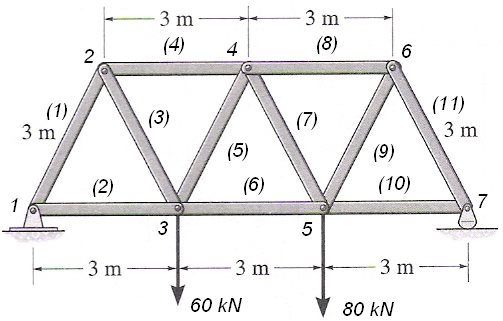 3 m 3 m
(4) (8)
2 4 6
(1) (3) (5) (7) (9) (11)
3 m 3 m
(2) (6) (10)
1 3 5 7
3 m 3 m 3 m
60 kN 80 kN